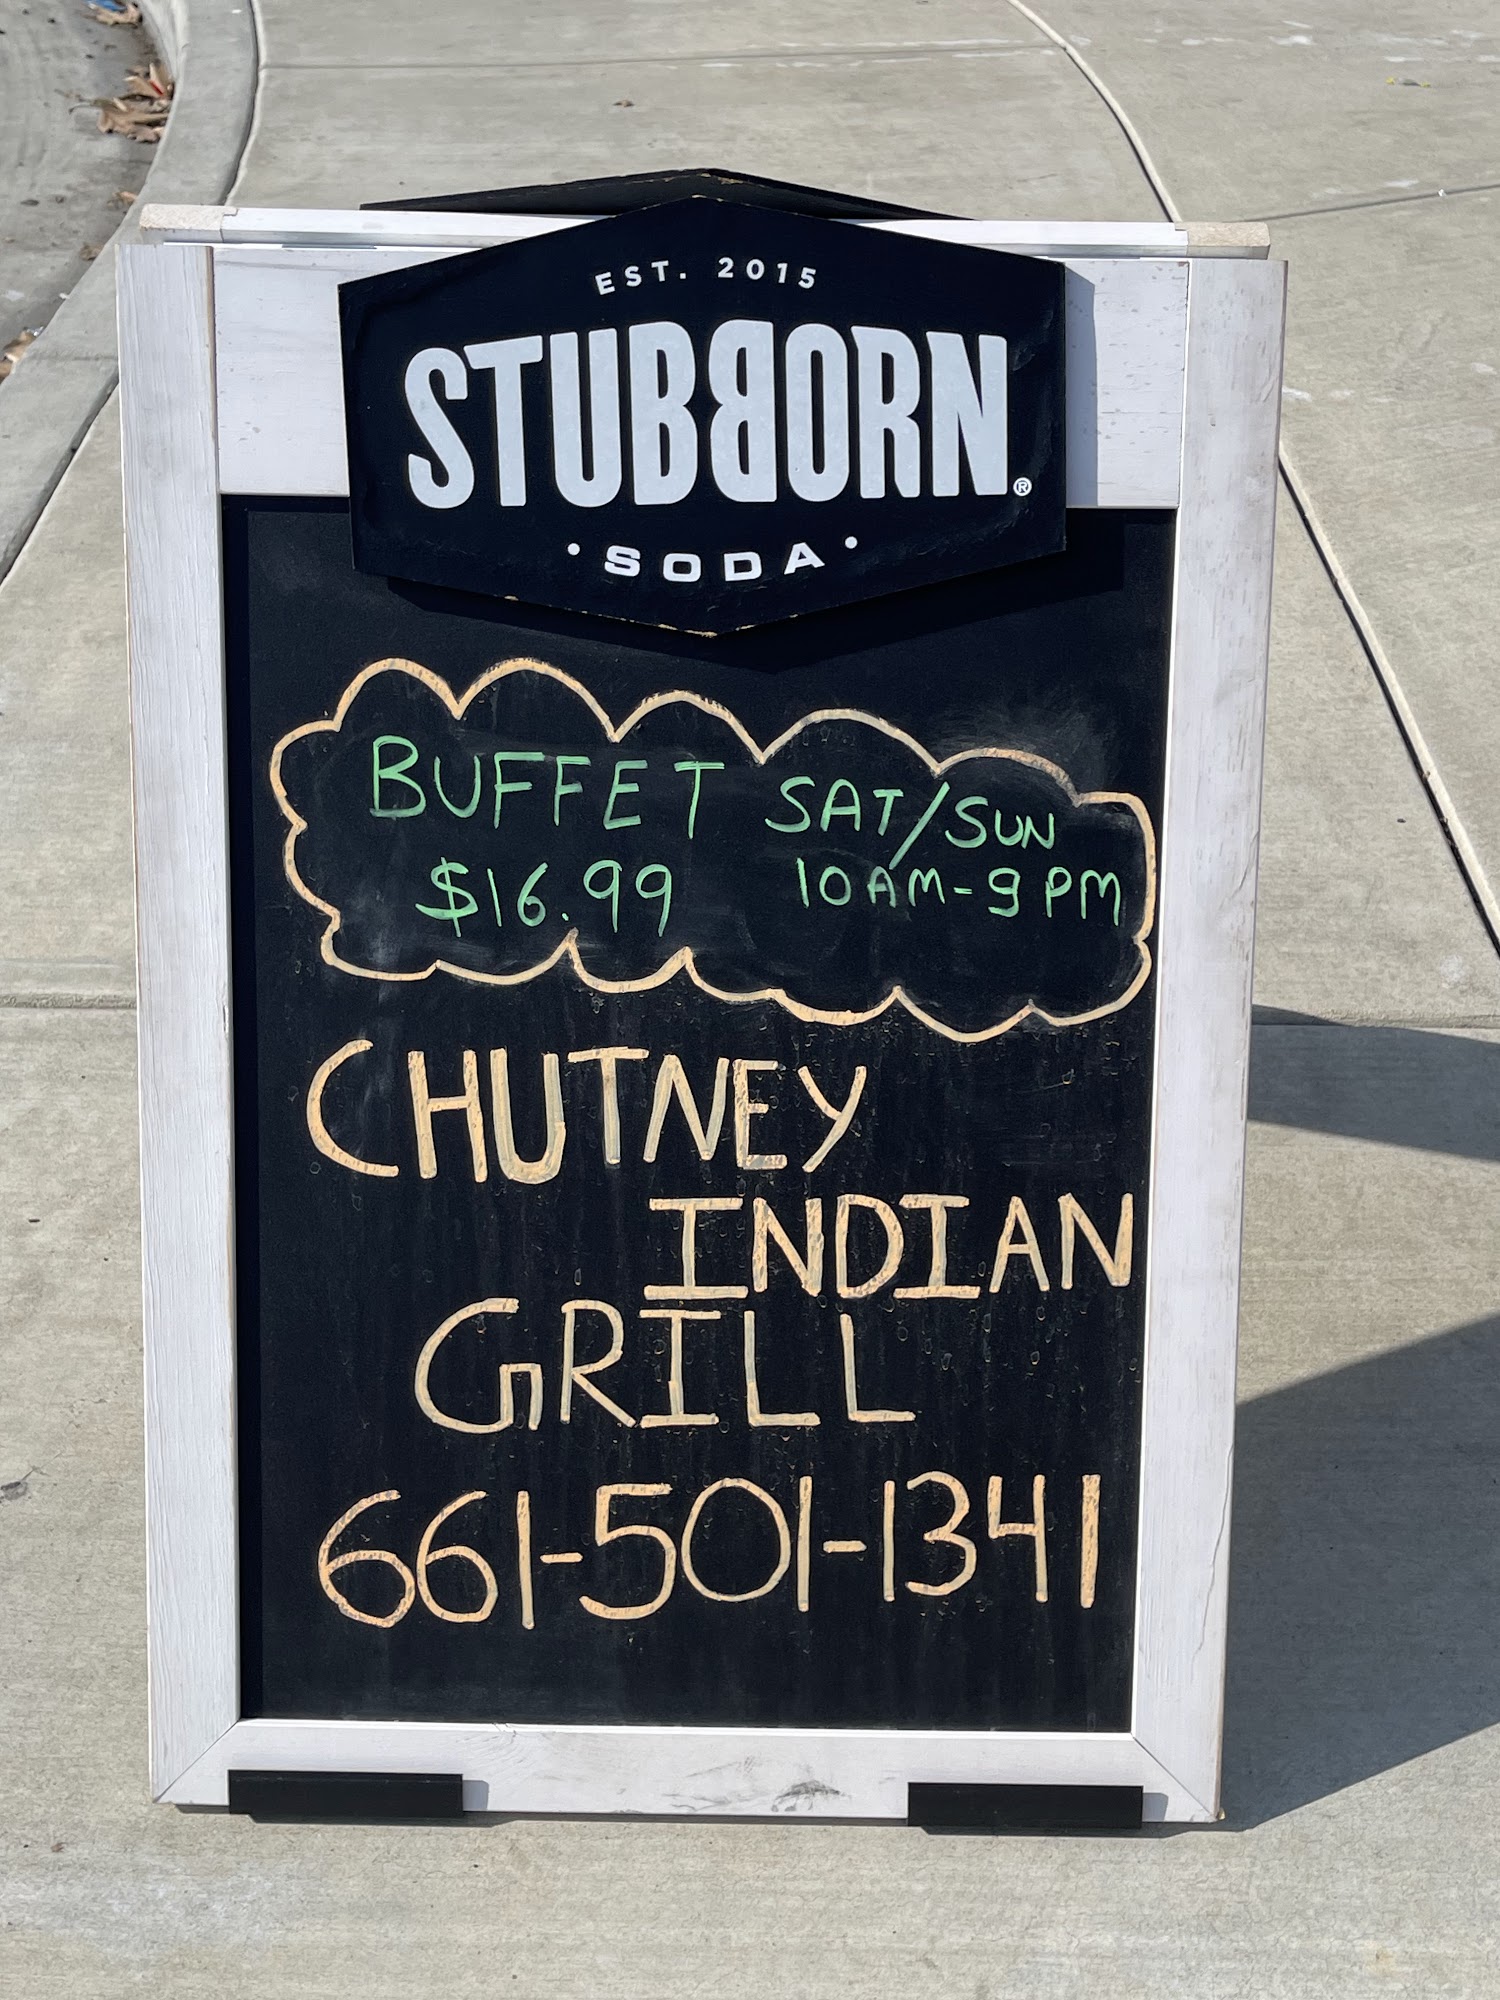 EST. 2015
STUBBORN®
• SODA •
BUFFET SAT/SUN
$16.99 10AM-9PM
CHUTNEY
INDIAN
GRILL
661-501-1341